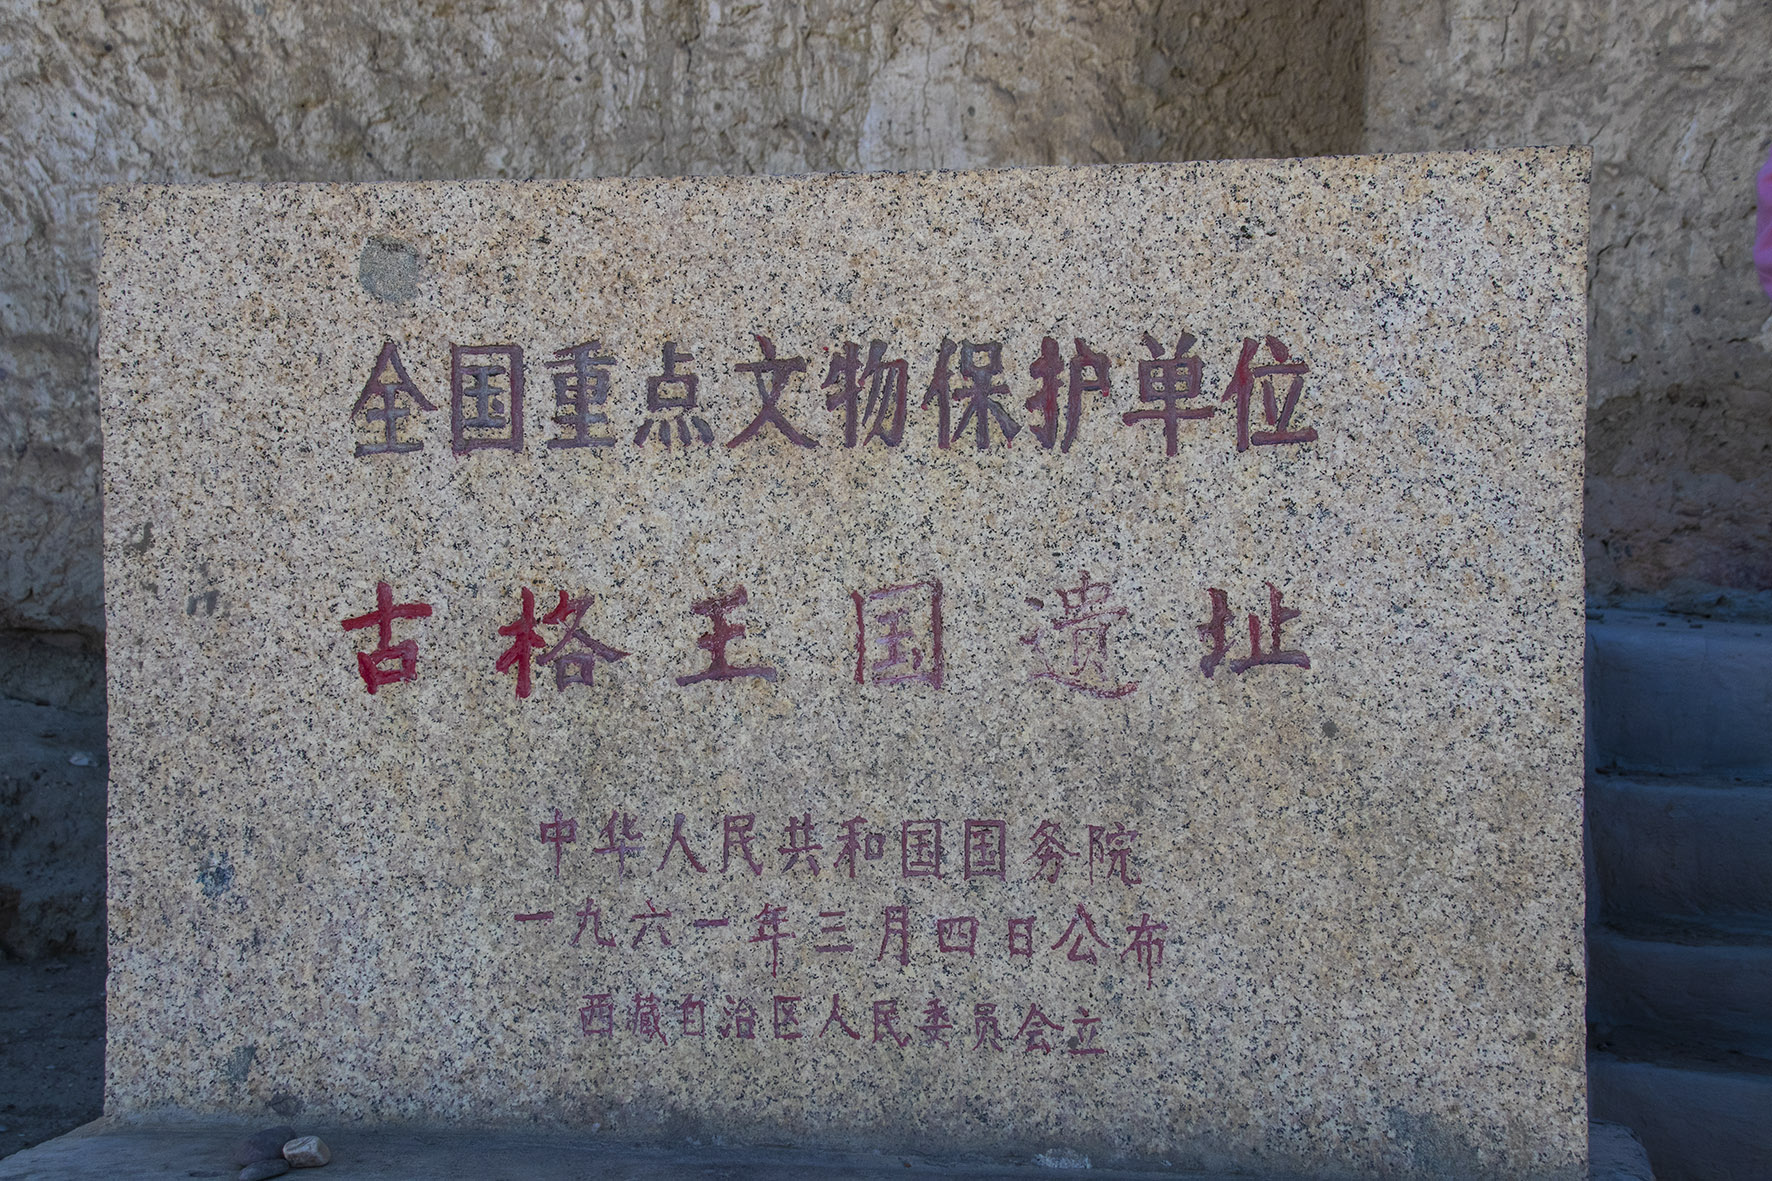 全国重点文物保护单位
古格王国遗址
中华人民共和国国务院
一九六一年三月四日公布
西藏自治区人民委员会立